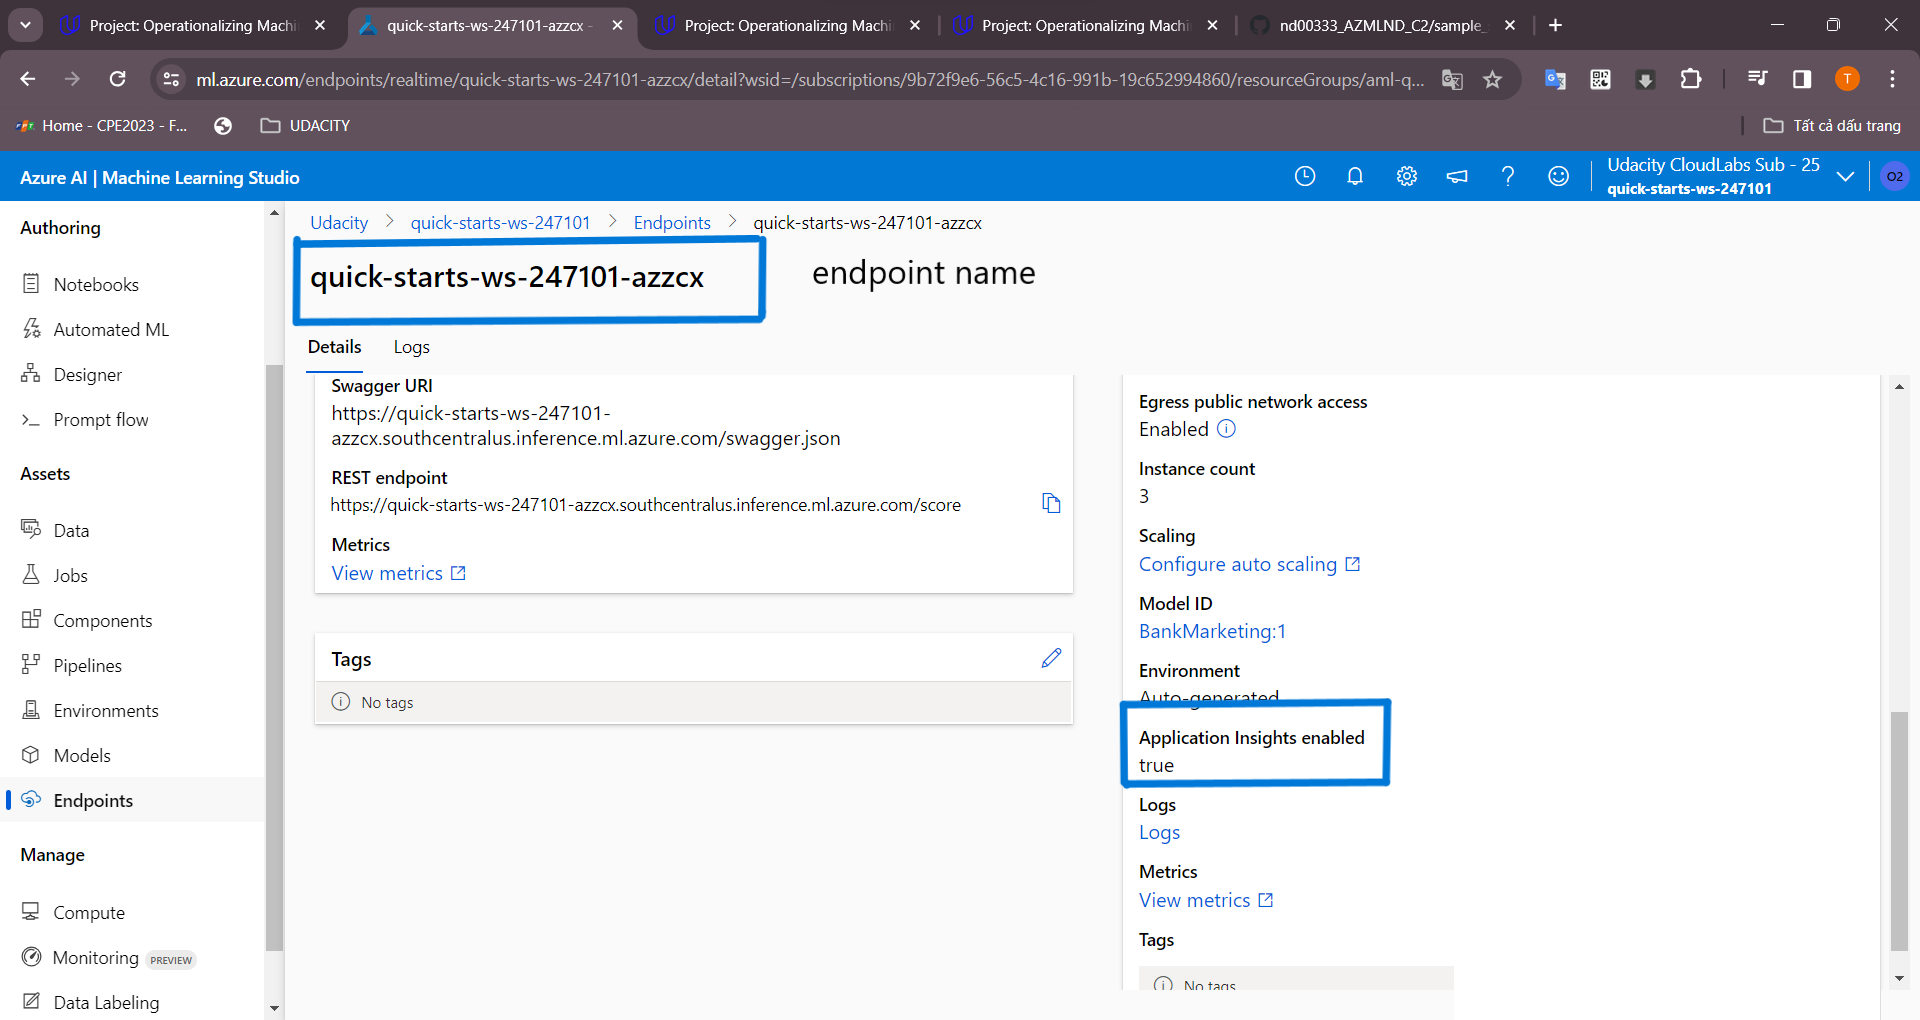 Project: Operationalizing Machi
quick-starts-ws-247101-azzcx -
Project: Operationalizing Machi
Project: Operationalizing Machi
nd00333_AZMLND_C2/sample_
ml.azure.com/endpoints/realtime/quick-starts-ws-247101-azzcx/detail?wsid=/subscriptions/9b72f9e6-56c5-4c16-991b-19c652994860/resourceGroups/aml-q...
T
Home - CPE2023 - F...
UDACITY
Tất cả dấu trang
Azure AI | Machine Learning Studio
Udacity CloudLabs Sub - 25
quick-starts-ws-247101
O2
Authoring
Notebooks
Automated ML
Designer
Prompt flow
Assets
Data
Jobs
Components
Pipelines
Environments
Models
Endpoints
Manage
Compute
Monitoring PREVIEW
Data Labeling
Udacity > quick-starts-ws-247101 > Endpoints > quick-starts-ws-247101-azzcx
quick-starts-ws-247101-azzcx
endpoint name
Details Logs
Swagger URI
https://quick-starts-ws-247101-
azzcx.southcentralus.inference.ml.azure.com/swagger.json
REST endpoint
https://quick-starts-ws-247101-azzcx.southcentralus.inference.ml.azure.com/score
Metrics
View metrics
Tags
No tags
Egress public network access
Enabled
Instance count
3
Scaling
Configure auto scaling
Model ID
BankMarketing:1
Environment
Auto-generated
Application Insights enabled
true
Logs
Logs
Metrics
View metrics
Tags
No tags